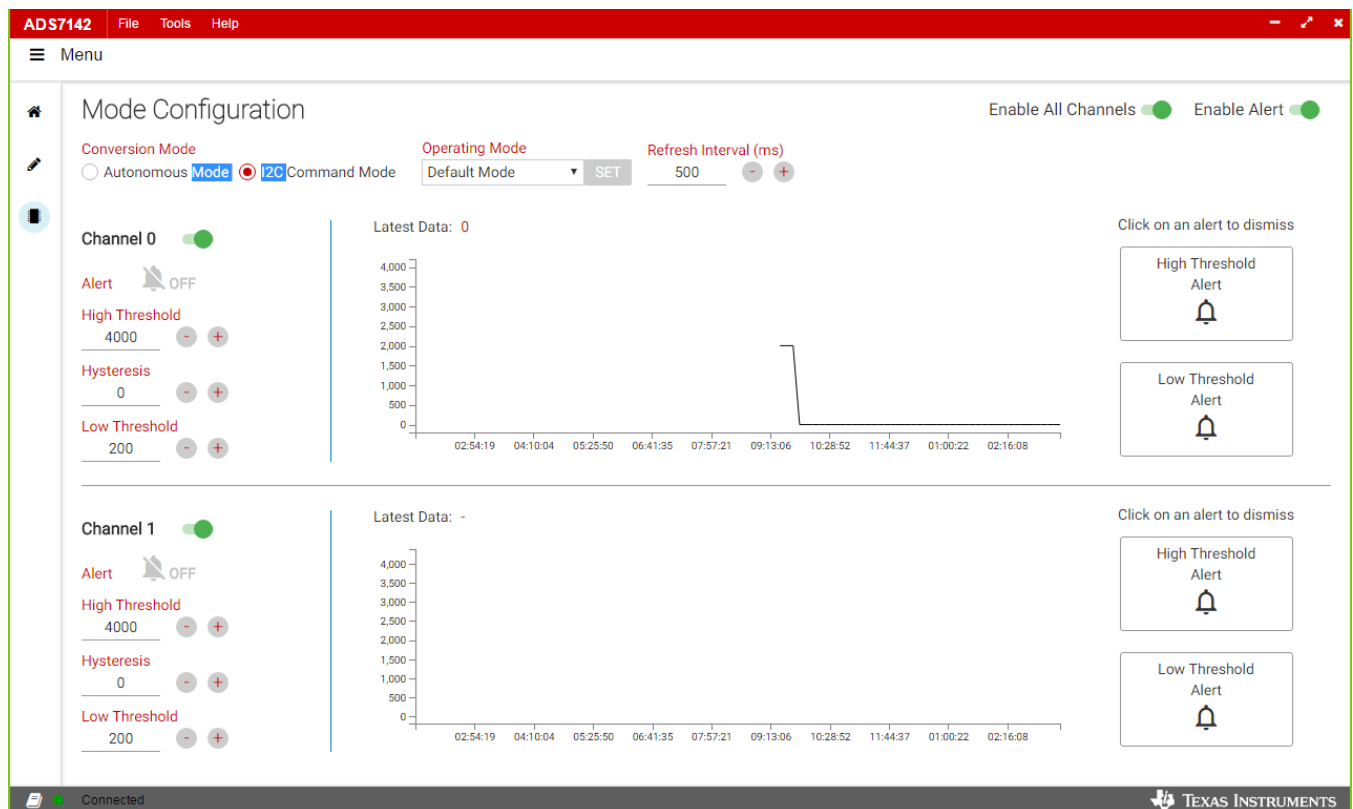 ADS7142 File Tools Help
Menu
Mode Configuration
Enable All Channels
Enable Alert
Conversion Mode
Autonomous Mode
I2C Command Mode
Operating Mode
Default Mode
SET
Refresh Interval (ms)
500
- +
Channel 0
Alert OFF
High Threshold
4000 - +
Hysteresis
0 - +
Low Threshold
200 - +
Latest Data: 0
4,000
3,500
3,000
2,500
2,000
1,500
1,000
500
0
02:54:19 04:10:04 05:25:50 06:41:35 07:57:21 09:13:06 10:28:52 11:44:37 01:00:22 02:16:08
Click on an alert to dismiss
High Threshold
Alert
Low Threshold
Alert
Channel 1
Alert OFF
High Threshold
4000 - +
Hysteresis
0 - +
Low Threshold
200 - +
Latest Data: -
4,000
3,500
3,000
2,500
2,000
1,500
1,000
500
0
02:54:19 04:10:04 05:25:50 06:41:35 07:57:21 09:13:06 10:28:52 11:44:37 01:00:22 02:16:08
Click on an alert to dismiss
High Threshold
Alert
Low Threshold
Alert
Connected
TEXAS INSTRUMENTS